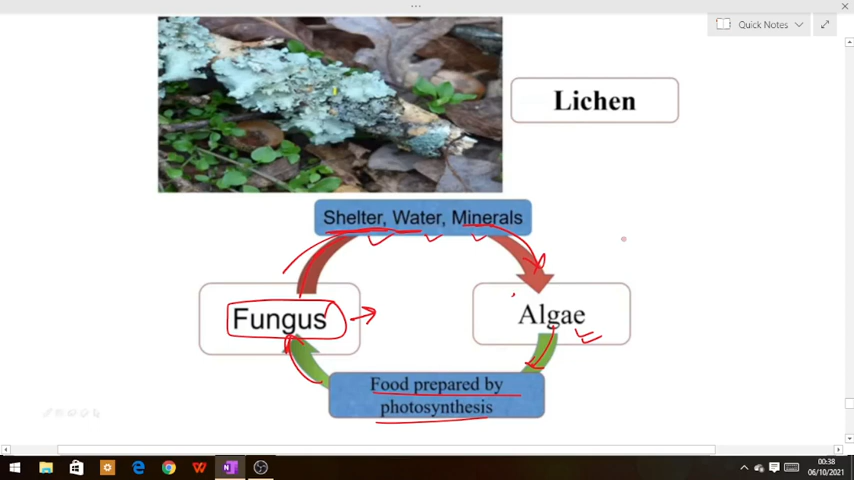 Quick Notes
Lichen
Shelter, Water, Minerals
Fungus
Algae
Food prepared by
photosynthesis
00:38
06/10/2021